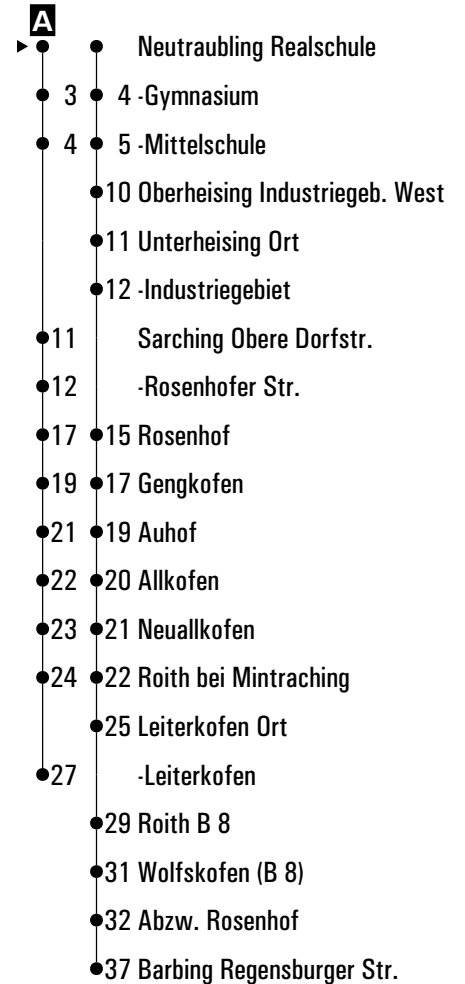 A
Neutraubling Realschule
3 4 -Gymnasium
4 5 -Mittelschule
10 Oberheising Industriegeb. West
11 Unterheising Ort
12 -Industriegebiet
11 Sarching Obere Dorfstr.
12 -Rosenhofer Str.
17 15 Rosenhof
19 17 Gengkofen
21 19 Auhof
22 20 Allkofen
23 21 Neuallkofen
24 22 Roith bei Mintraching
25 Leiterkofen Ort
27 -Leiterkofen
29 Roith B 8
31 Wolfskofen (B 8)
32 Abzw. Rosenhof
37 Barbing Regensburger Str.